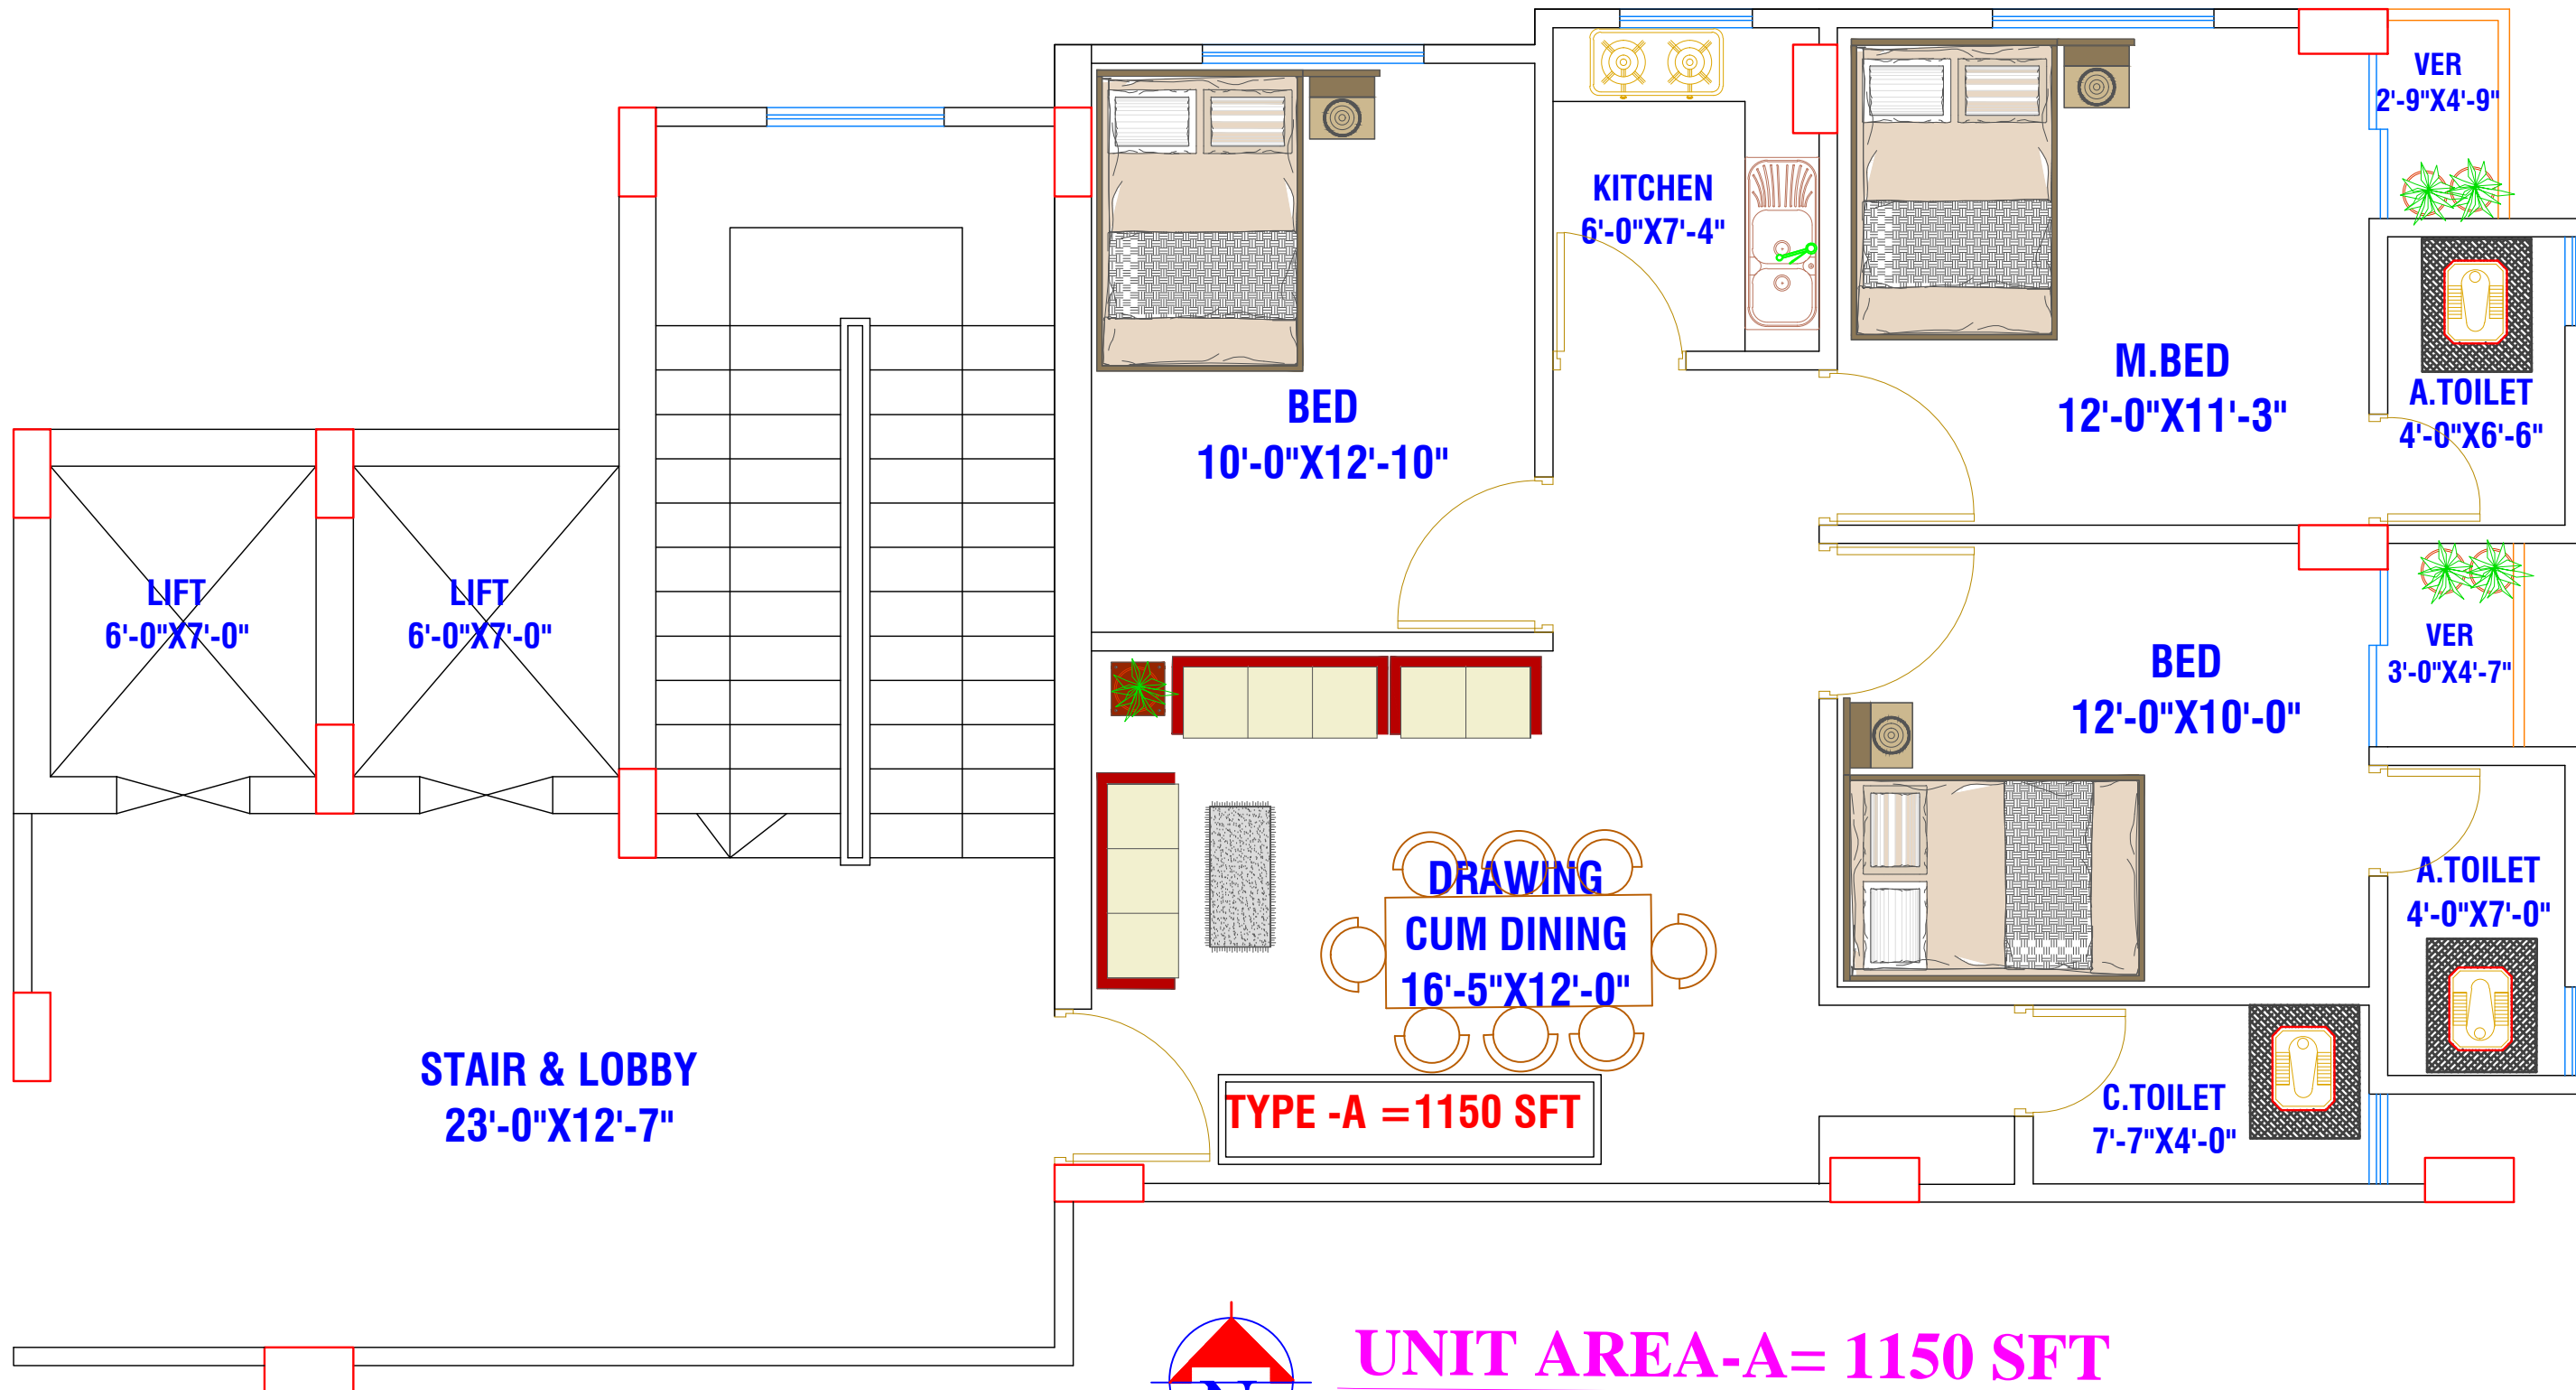 VER
2'-9"X4'-9"
KITCHEN
6'-0"X7'-4"
M.BED
12'-0"X11'-3"
A.TOILET
4'-0"X6'-6"
BED
10'-0"X12'-10"
LIFT
6'-0"X7'-0"
LIFT
6'-0"X7'-0"
VER
3'-0"X4'-7"
BED
12'-0"X10'-0"
A.TOILET
4'-0"X7'-0"
DRAWING
CUM DINING
16'-5"X12'-0"
STAIR & LOBBY
23'-0"X12'-7"
TYPE -A =1150 SFT
C.TOILET
7'-7"X4'-0"
N
UNIT AREA-A= 1150 SFT